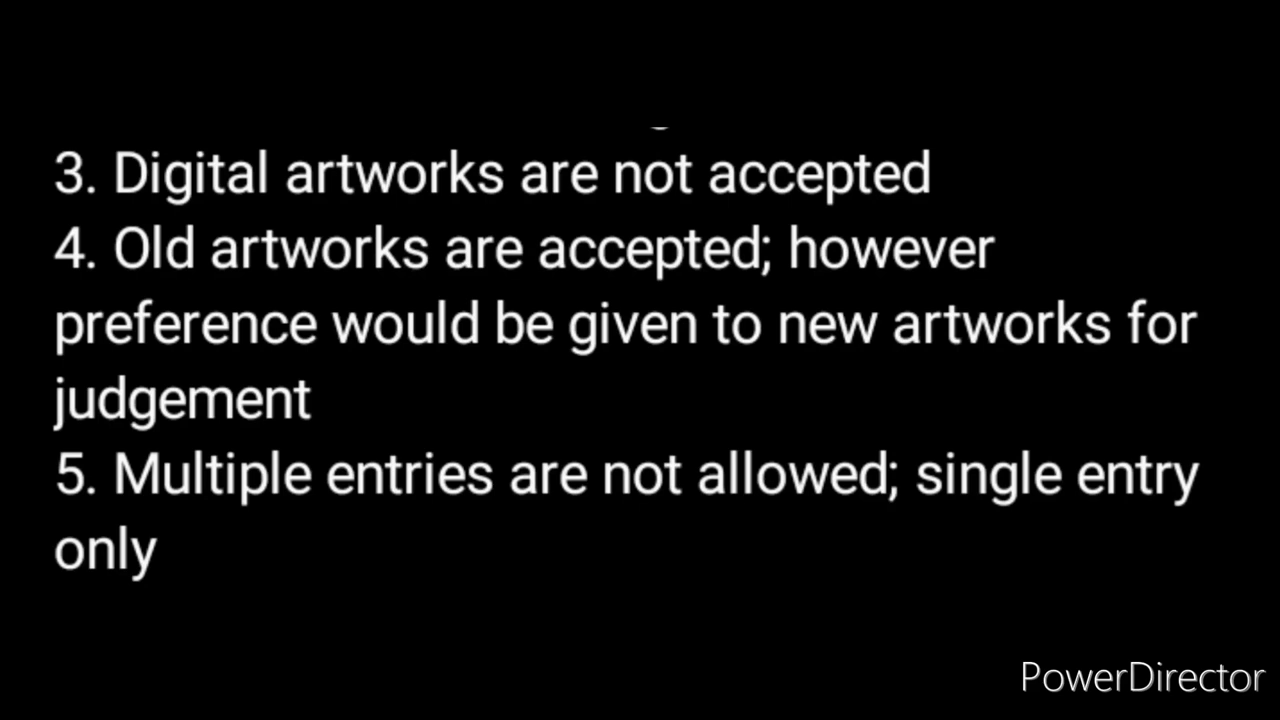 3. Digital artworks are not accepted
4. Old artworks are accepted; however
preference would be given to new artworks for
judgement
5. Multiple entries are not allowed; single entry
only
PowerDirector